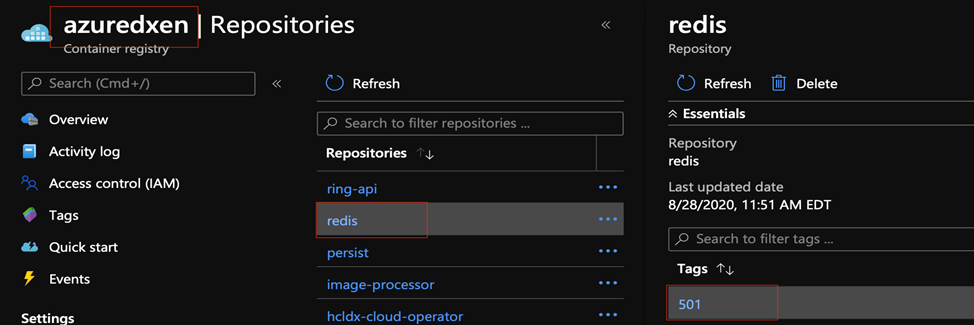 azuredxen | Repositories
Container registry
Search (Cmd+/)
Overview
Activity log
Access control (IAM)
Tags
Quick start
Events
Settings
Refresh
Search to filter repositories ...
Repositories
ring-api
redis
persist
image-processor
hcldx-cloud-operator
redis
Repository
Refresh
Delete
Essentials
Repository
redis
Last updated date
8/28/2020, 11:51 AM EDT
Search to filter tags ...
Tags
501